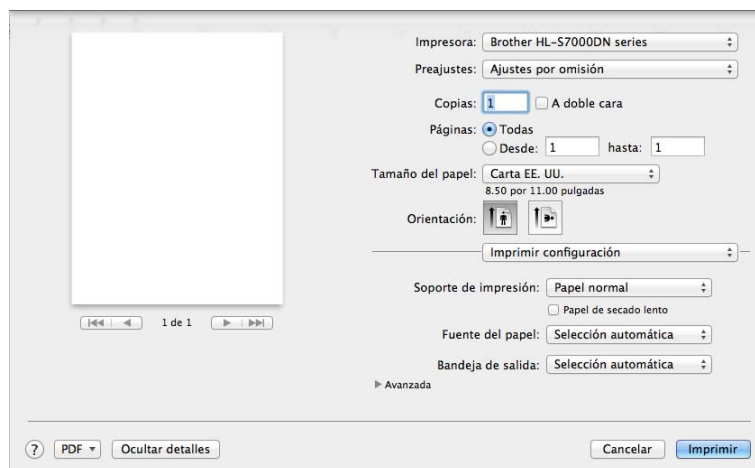 Impresora: Brother HL-S7000DN series
Preajustes: Ajustes por omisión
Copias: 1 A doble cara
Páginas: Todas
Desde: 1 hasta: 1
Tamaño del papel: Carta EE. UU.
8.50 por 11.00 pulgadas
Orientación:
Imprimir configuración
Soporte de impresión: Papel normal
Papel de secado lento
1 de 1
Fuente del papel: Selección automática
Bandeja de salida: Selección automática
Avanzada
? PDF Ocultar detalles Cancelar Imprimir